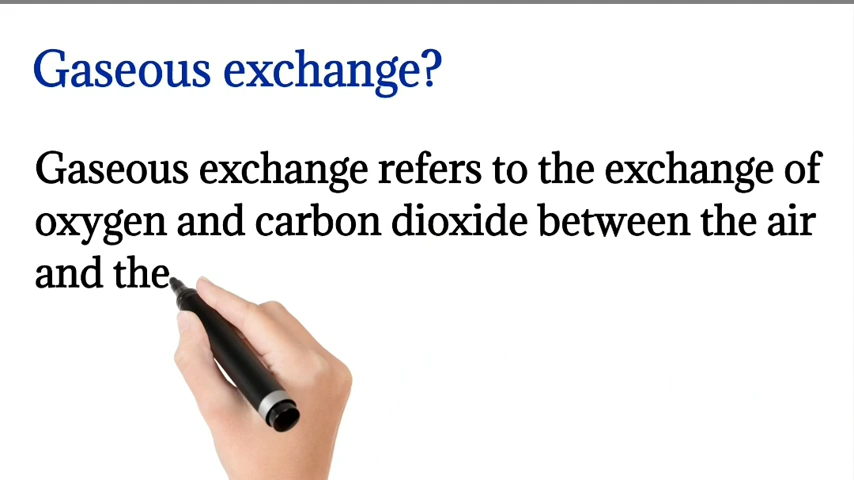 Gaseous exchange?
Gaseous exchange refers to the exchange of
oxygen and carbon dioxide between the air
and the